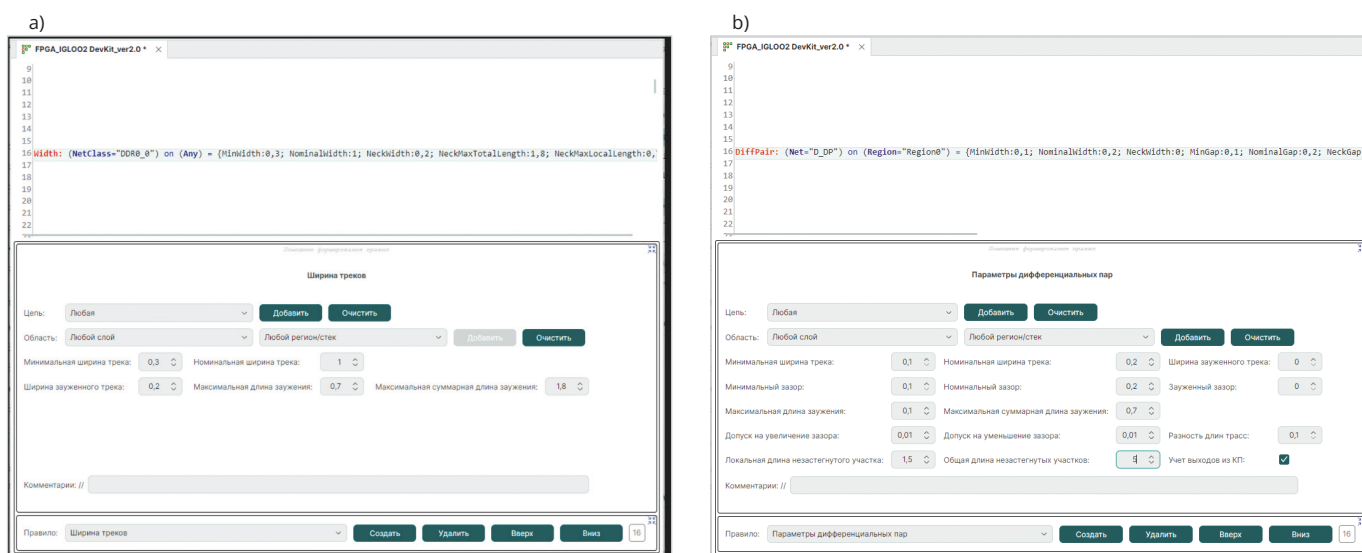 a)
FPGA_IGLOO2 DevKit_ver2.0 * ×
9
10
11
12
13
14
15
16 Width: (NetClass="DDR0_0") on (Any) = {MinWidth:0,3; NominalWidth:1; NeckWidth:0,2; NeckMaxTotalLength:1,8; NeckMaxLocalLength:0,
17
18
19
20
21
22
Помощник формирования правил
Ширина треков
Цепь: Любая Добавить Очистить
Область: Любой слой Любой регион/стек Добавить Очистить
Минимальная ширина трека: 0,3 Номинальная ширина трека: 1
Ширина зауженного трека: 0,2 Максимальная длина заужения: 0,7 Максимальная суммарная длина заужения: 1,8
Комментарии: //
Правило: Ширина треков Создать Удалить Вверх Вниз 16
b)
FPGA_IGLOO2 DevKit_ver2.0 * ×
9
10
11
12
13
14
15
16 DiffPair: (Net="D_DP") on (Region="Region0") = {MinWidth:0,1; NominalWidth:0,2; NeckWidth:0; MinGap:0,1; NominalGap:0,2; NeckGap
17
18
19
20
21
22
Помощник формирования правил
Параметры дифференциальных пар
Цепь: Любая Добавить Очистить
Область: Любой слой Любой регион/стек Добавить Очистить
Минимальная ширина трека: 0,1 Номинальная ширина трека: 0,2 Ширина зауженного трека: 0
Минимальный зазор: 0,1 Номинальный зазор: 0,2 Зауженный зазор: 0
Максимальная длина заужения: 0,1 Максимальная суммарная длина заужения: 0,7
Допуск на увеличение зазора: 0,01 Допуск на уменьшение зазора: 0,01 Разность длин трасс: 0,1
Локальная длина незастегнутого участка: 1,5 Общая длина незастегнутых участков: 5 Учет выходов из КП:
Комментарии: //
Правило: Параметры дифференциальных пар Создать Удалить Вверх Вниз 16